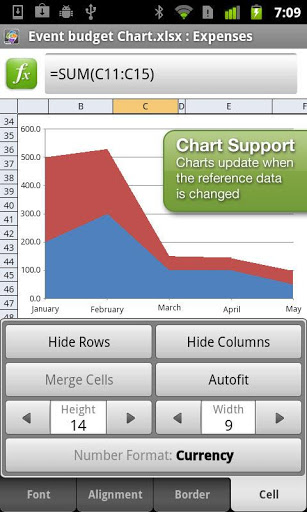 7:09
Event budget Chart.xlsx : Expenses
fx
=SUM(C11:C15)
B C D E F
34
35
36
37
38
39
40
41
42
43
44
45
46
47
48
600.0
500.0
400.0
300.0
200.0
100.0
0.0
January February March April May
Chart Support
Charts update when
the reference data
is changed
Hide Rows Hide Columns
Merge Cells Autofit
Height Width
14 9
Number Format: Currency
Font Alignment Border Cell